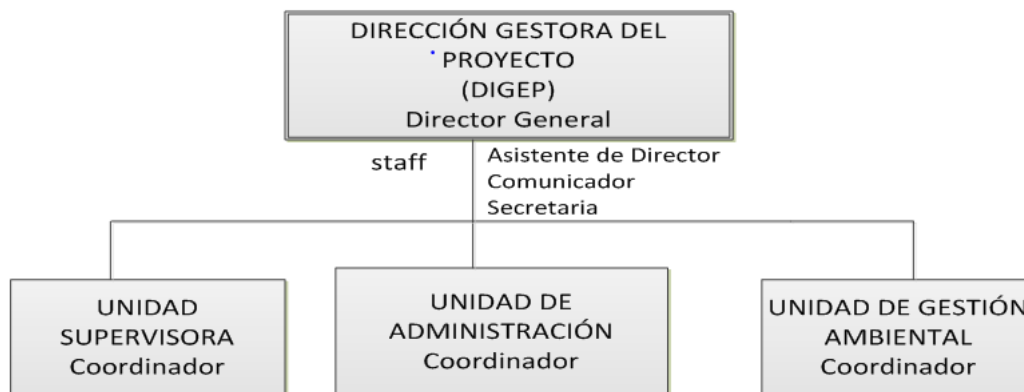 DIRECCIÓN GESTORA DEL
PROYECTO
(DIGEP)
Director General
staff
Asistente de Director
Comunicador
Secretaria
UNIDAD
SUPERVISORA
Coordinador
UNIDAD DE
ADMINISTRACIÓN
Coordinador
UNIDAD DE GESTIÓN
AMBIENTAL
Coordinador